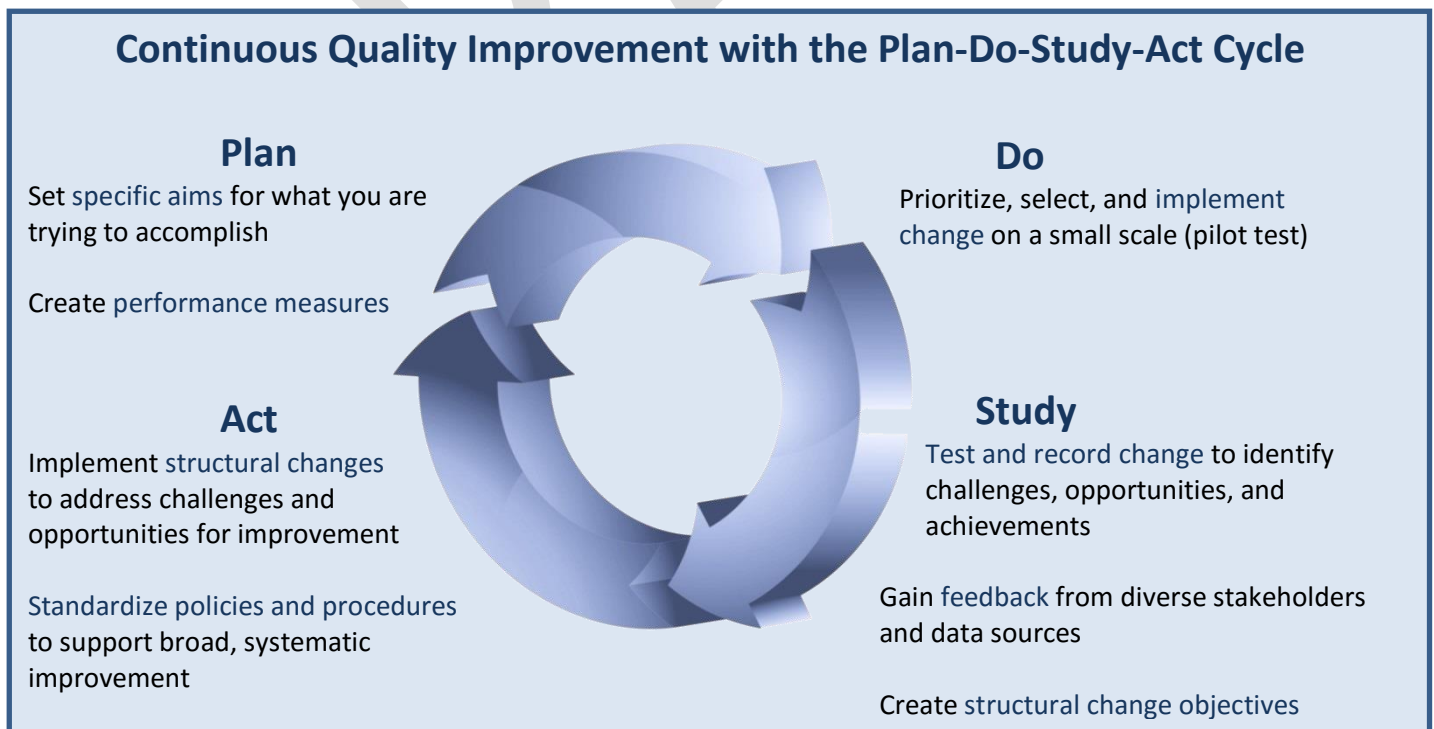 Continuous Quality Improvement with the Plan-Do-Study-Act Cycle
Plan
Set specific aims for what you are
trying to accomplish
Create performance measures
Do
Prioritize, select, and implement
change on a small scale (pilot test)
Act
Implement structural changes
to address challenges and
opportunities for improvement
Standardize policies and procedures
to support broad, systematic
improvement
Study
Test and record change to identify
challenges, opportunities, and
achievements
Gain feedback from diverse stakeholders
and data sources
Create structural change objectives